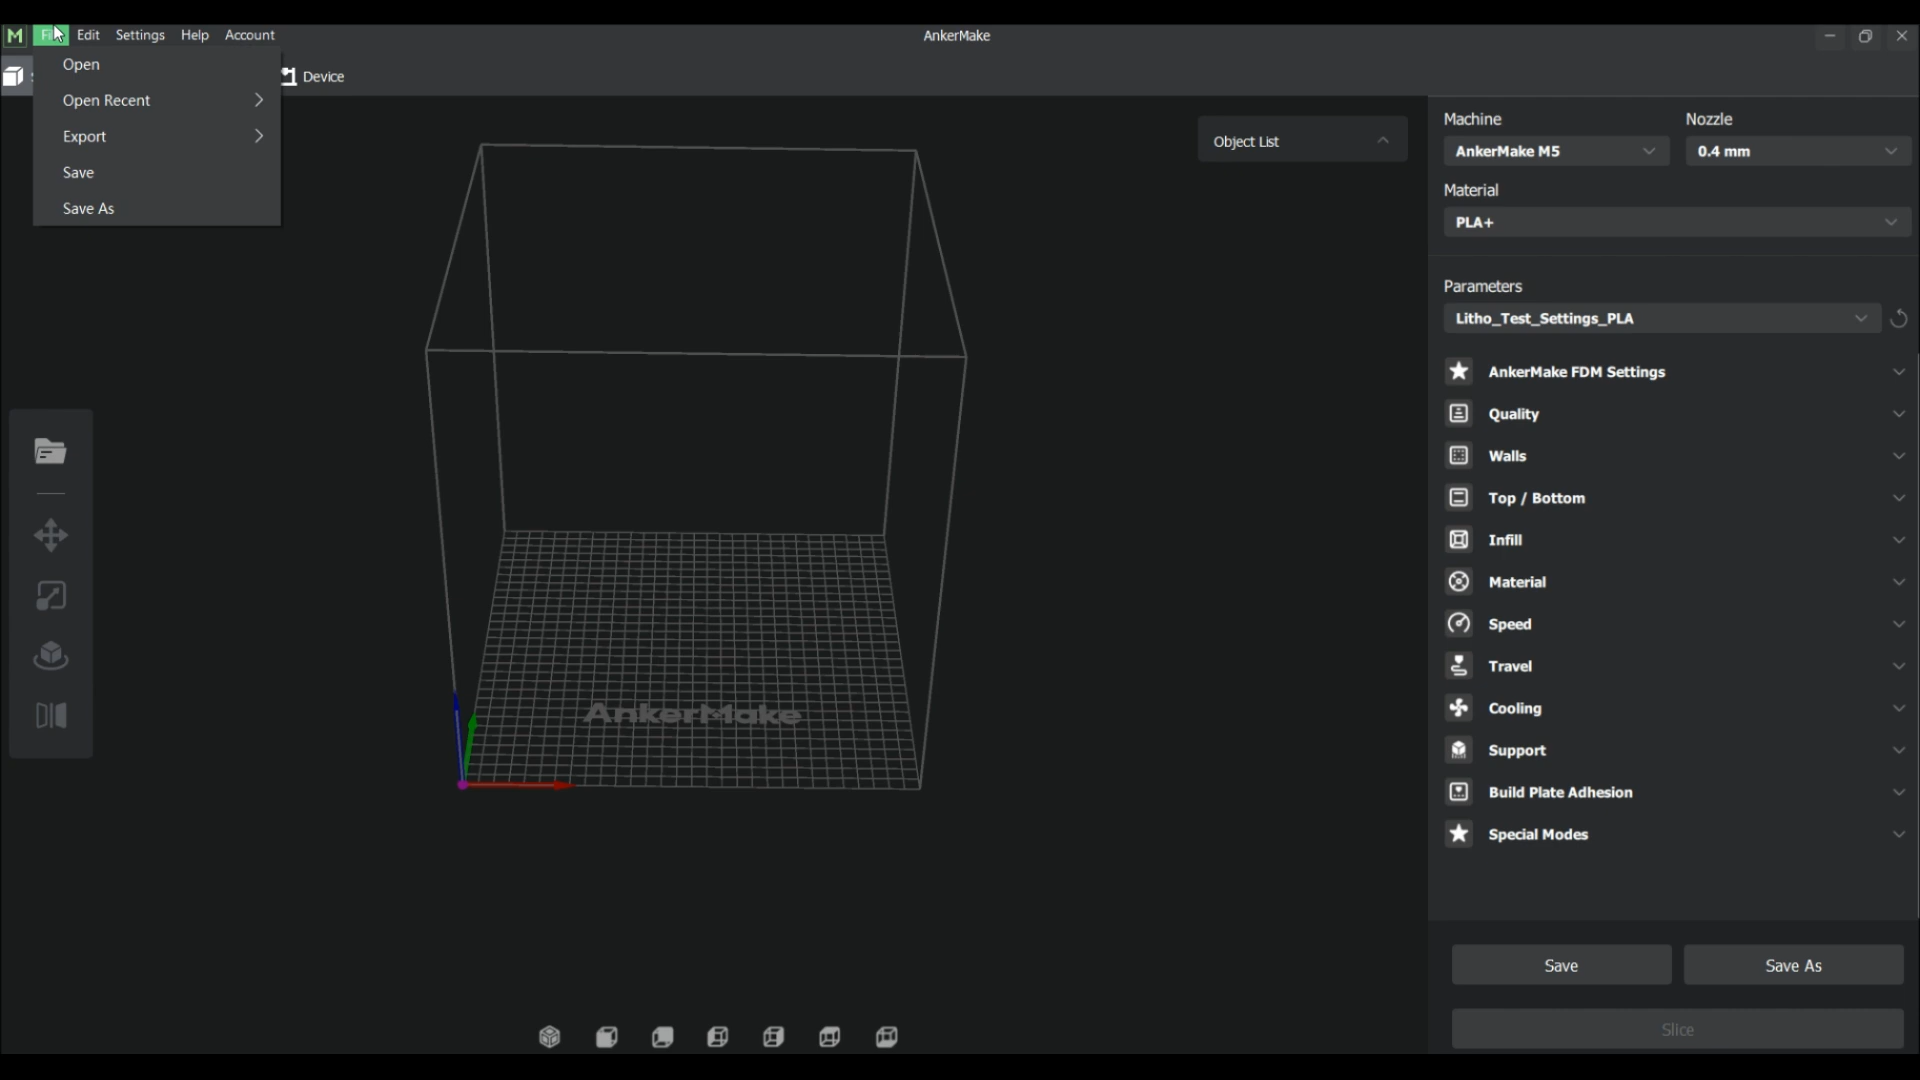 Edit Settings Help Account
AnkerMake
Open
Open Recent
Export
Save
Save As
Device
Object List
Machine
Nozzle
AnkerMake M5
0.4 mm
Material
PLA+
Parameters
Litho_Test_Settings_PLA
AnkerMake FDM Settings
Quality
Walls
Top / Bottom
Infill
Material
Speed
Travel
Cooling
Support
Build Plate Adhesion
Special Modes
AnkerMake
Save
Save As
Slice